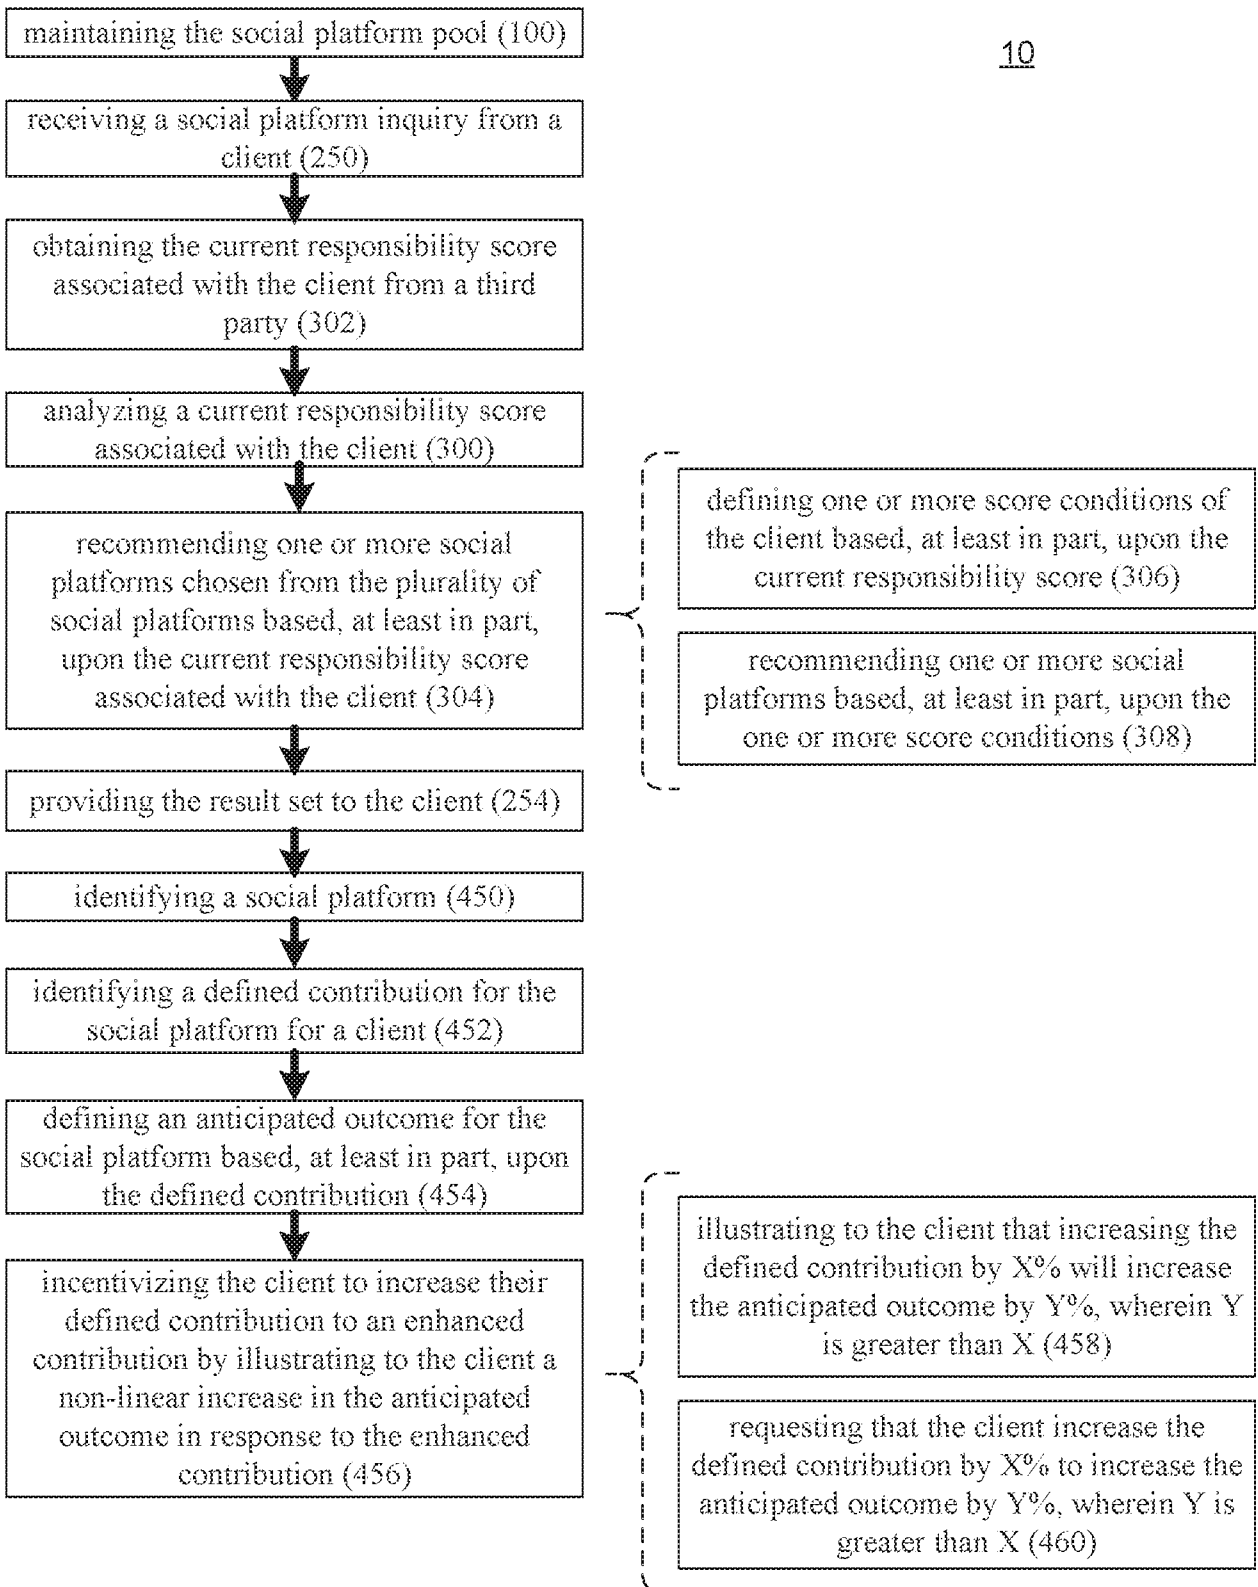 maintaining the social platform pool (100)
10
receiving a social platform inquiry from a
client (250)
obtaining the current responsibility score
associated with the client from a third
party (302)
analyzing a current responsibility score
associated with the client (300)
recommending one or more social
platforms chosen from the plurality of
social platforms based, at least in part,
upon the current responsibility score
associated with the client (304)
defining one or more score conditions of
the client based, at least in part, upon the
current responsibility score (306)
recommending one or more social
platforms based, at least in part, upon the
one or more score conditions (308)
providing the result set to the client (254)
identifying a social platform (450)
identifying a defined contribution for the
social platform for a client (452)
defining an anticipated outcome for the
social platform based, at least in part, upon
the defined contribution (454)
incentivizing the client to increase their
defined contribution to an enhanced
contribution by illustrating to the client a
non-linear increase in the anticipated
outcome in response to the enhanced
contribution (456)
illustrating to the client that increasing the
defined contribution by X% will increase
the anticipated outcome by Y%, wherein Y
is greater than X (458)
requesting that the client increase the
defined contribution by X% to increase the
anticipated outcome by Y%, wherein Y is
greater than X (460)